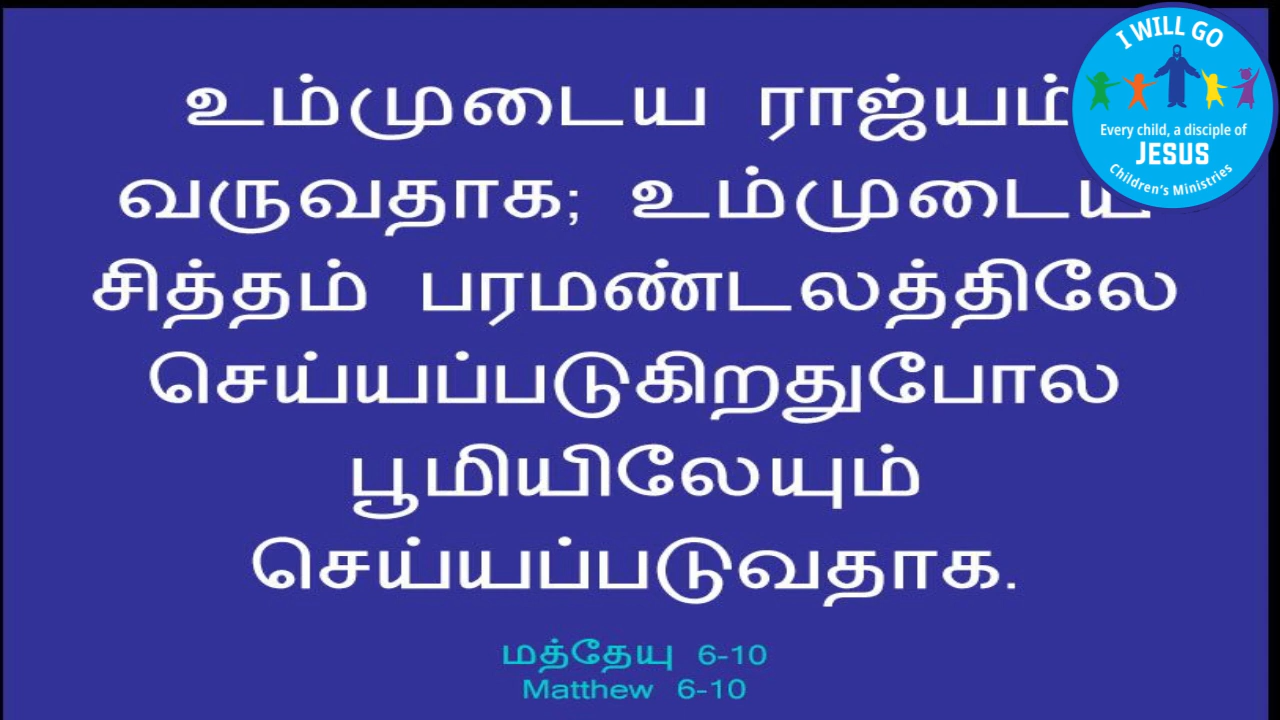 உம்முடைய ராஜ்யம்
வருவதாக; உம்முடைய
சித்தம் பரமண்டலத்திலே
செய்யப்படுகிறதுபோல
பூமியிலேயும்
செய்யப்படுவதாக.
மத்தேயு 6-10
Matthew 6-10
I WILL GO
Every child, a disciple of
JESUS
Children's Ministries